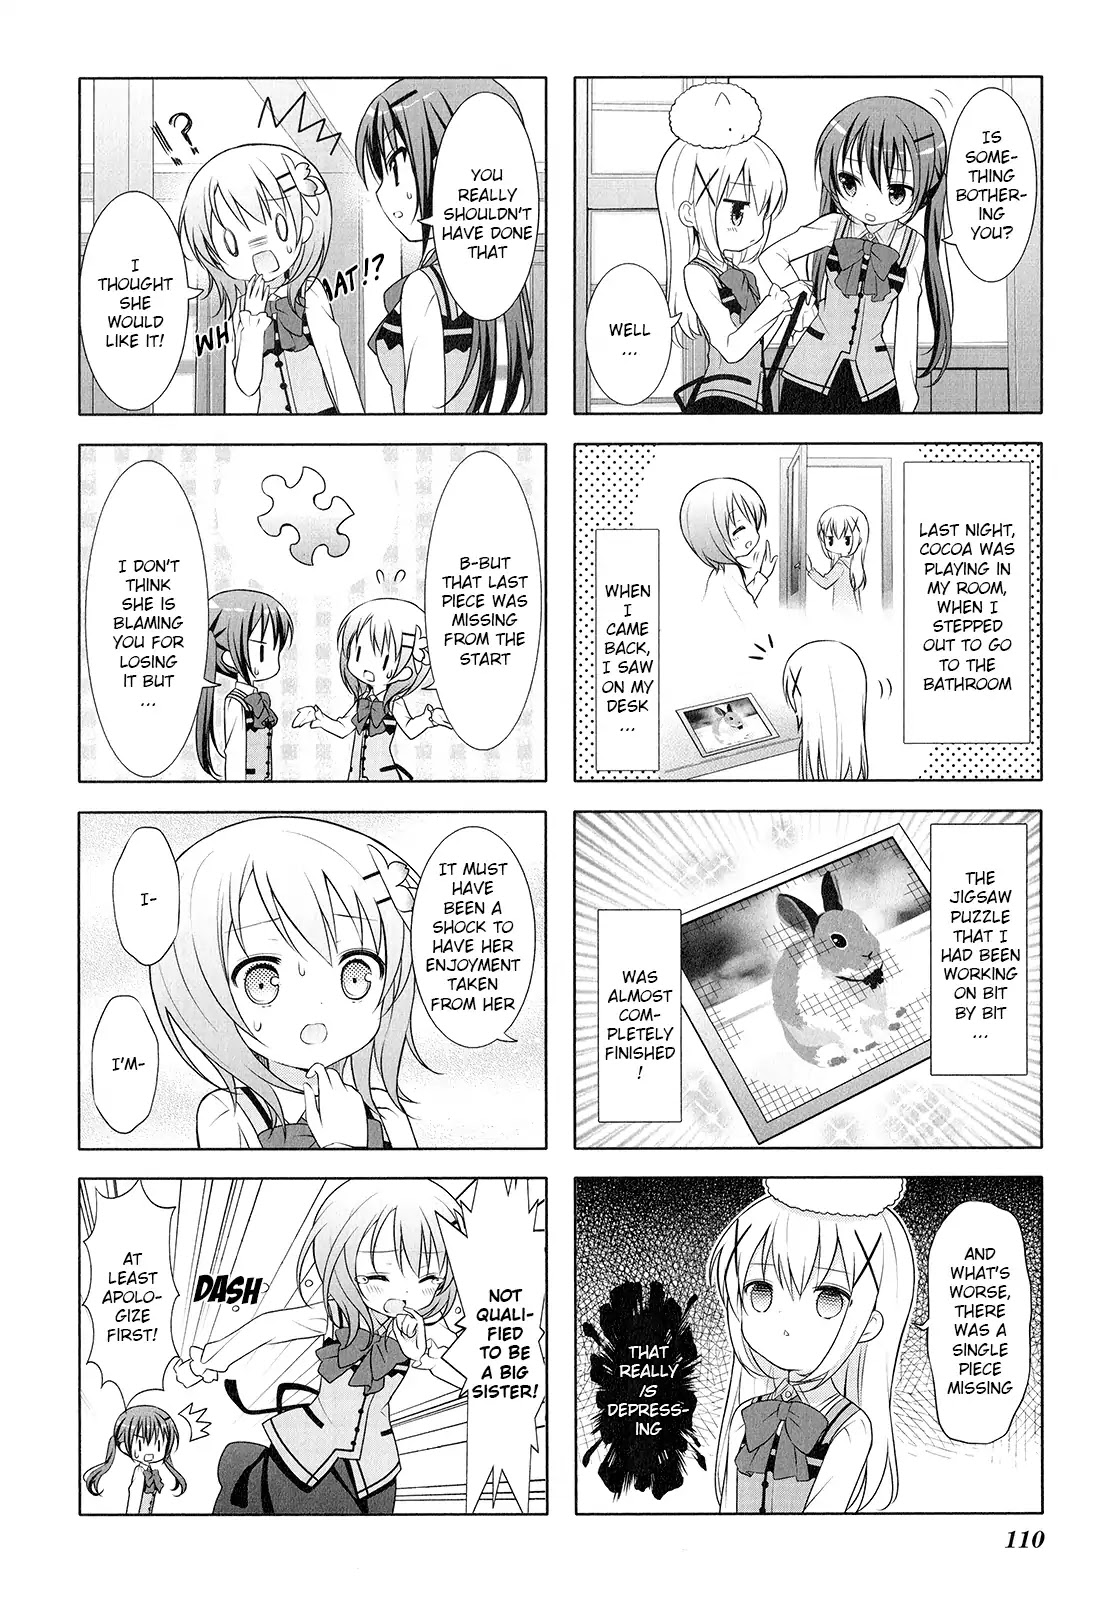 IS
SOME-
THING
BOTHER-
ING
YOU?
WELL
...
LAST NIGHT,
COCOA WAS
PLAYING IN
MY ROOM,
WHEN I
STEPPED
OUT TO GO
TO THE
BATHROOM
WHEN
I
CAME
BACK,
I SAW
ON MY
DESK
...
THE
JIGSAW
PUZZLE
THAT I
HAD BEEN
WORKING
ON BIT
BY BIT
...
WAS
ALMOST
COM-
PLETELY
FINISHED
!
AND
WHAT'S
WORSE,
THERE
WAS A
SINGLE
PIECE
MISSING
THAT
REALLY
IS
DEPRESS-
ING
YOU
REALLY
SHOULDN'T
HAVE DONE
THAT
!?
WHAT!?
I
THOUGHT
SHE
WOULD
LIKE IT!
B-BUT
THAT LAST
PIECE WAS
MISSING
FROM THE
START
I DON'T
THINK
SHE IS
BLAMING
YOU FOR
LOSING
IT BUT
...
IT MUST
HAVE
BEEN A
SHOCK TO
HAVE HER
ENJOYMENT
TAKEN
FROM HER
I-
I'M-
NOT
QUALI-
FIED
TO BE
A BIG
SISTER!
DASH
AT
LEAST
APOLO-
GIZE
FIRST!
110